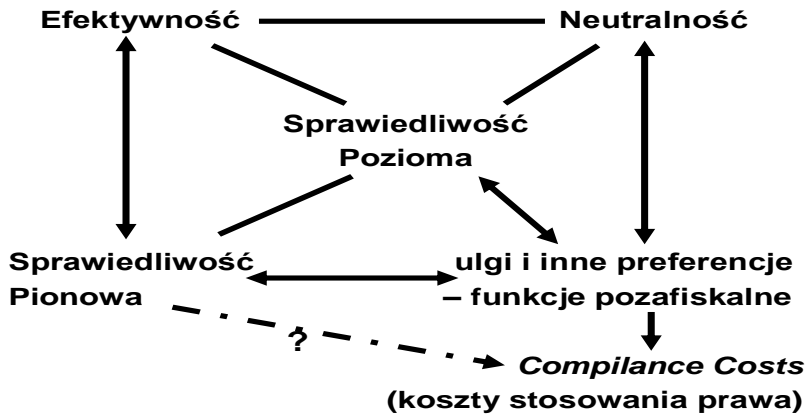 Efektywność
Neutralność
Sprawiedliwość
Pozioma
Sprawiedliwość
Pionowa
ulgi i inne preferencje
– funkcje pozafiskalne
?
Compilance Costs
(koszty stosowania prawa)